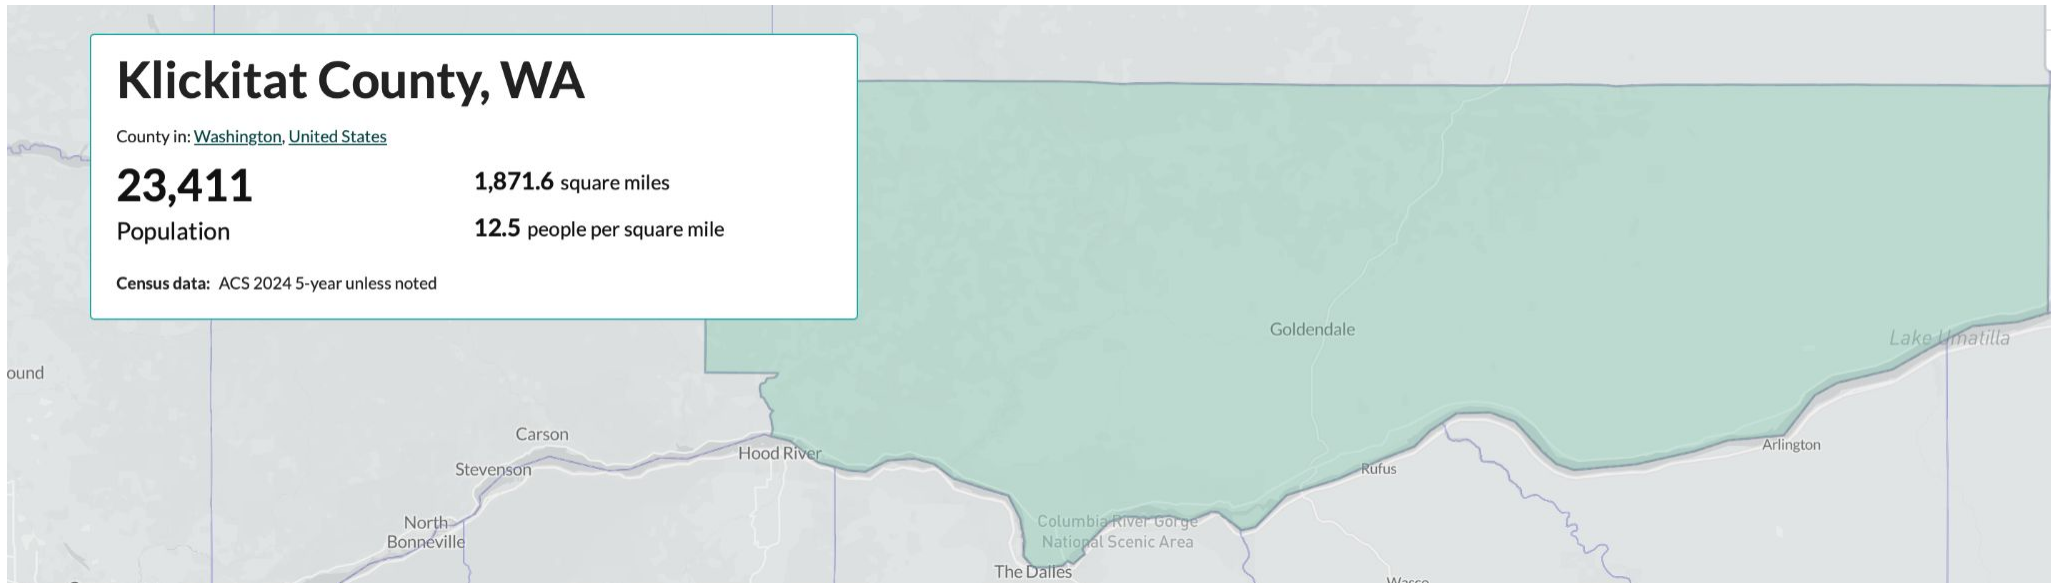 Klickitat County, WA
County in: Washington, United States
23,411
Population
1,871.6 square miles
12.5 people per square mile
Census data: ACS 2024 5-year unless noted
Goldendale
Lake Umatilla
ound
Carson
Stevenson
Hood River
Arlington
Rufus
North
Bonneville
Columbia River Gorge
National Scenic Area
The Dalles
Wasco